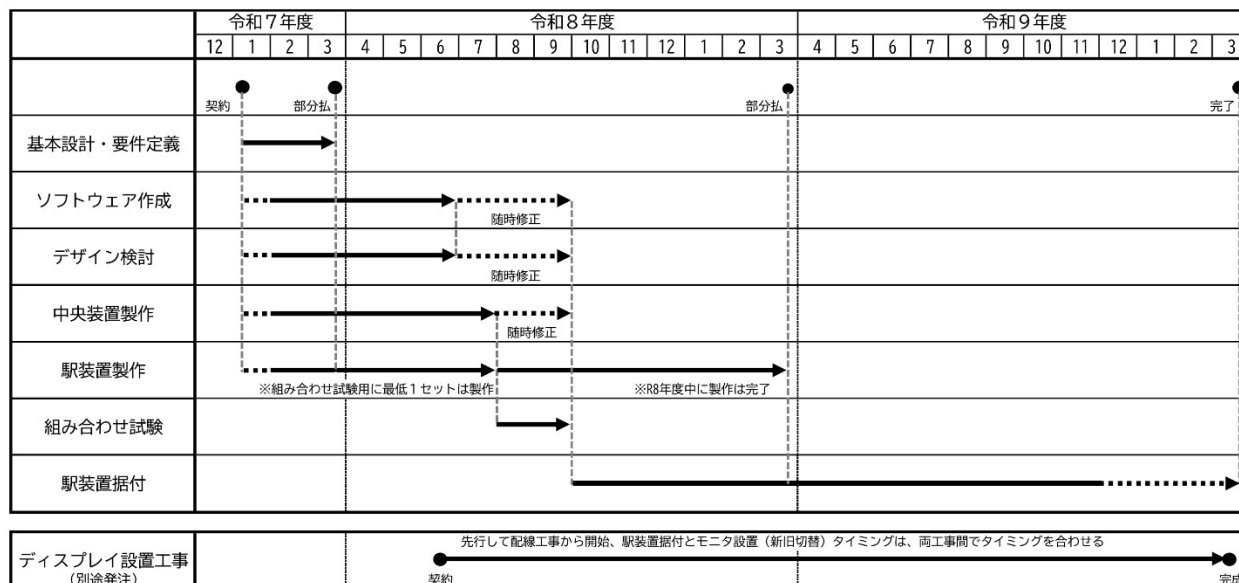 令和７年度 令和８年度 令和９年度
12 1 2 3 4 5 6 7 8 9 10 11 12 1 2 3 4 5 6 7 8 9 10 11 12 1 2 3
契約 部分払 部分払 完了
基本設計・要件定義
ソフトウェア作成
随時修正
デザイン検討
随時修正
中央装置製作
随時修正
駅装置製作
※組み合わせ試験用に最低１セットは製作 ※R8年度中に製作は完了
組み合わせ試験
駅装置据付
先行して配線工事から開始、駅装置据付とモニタ設置（新旧切替）タイミングは、両工事間でタイミングを合わせる
ディスプレイ設置工事
（別途発注） 契約 完成